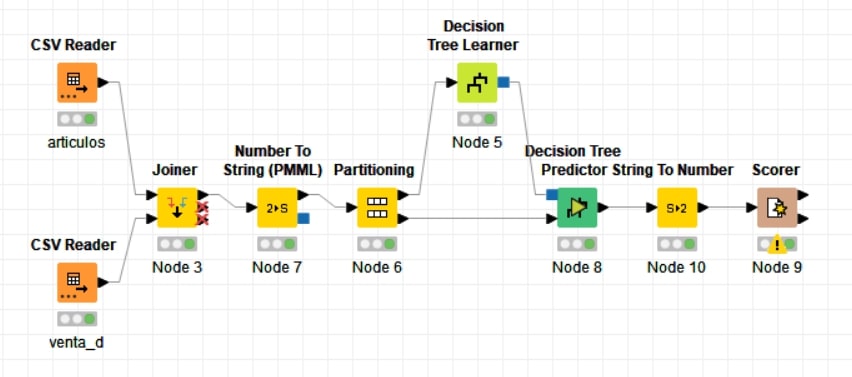 Decision
Tree Learner
CSV Reader
Node 5
articulos
Joiner
Number To
String (PMML)
Partitioning
Decision Tree
Predictor
String To Number
Scorer
2▸S
S▸2
Node 3
Node 7
Node 6
Node 8
Node 10
Node 9
CSV Reader
venta_d